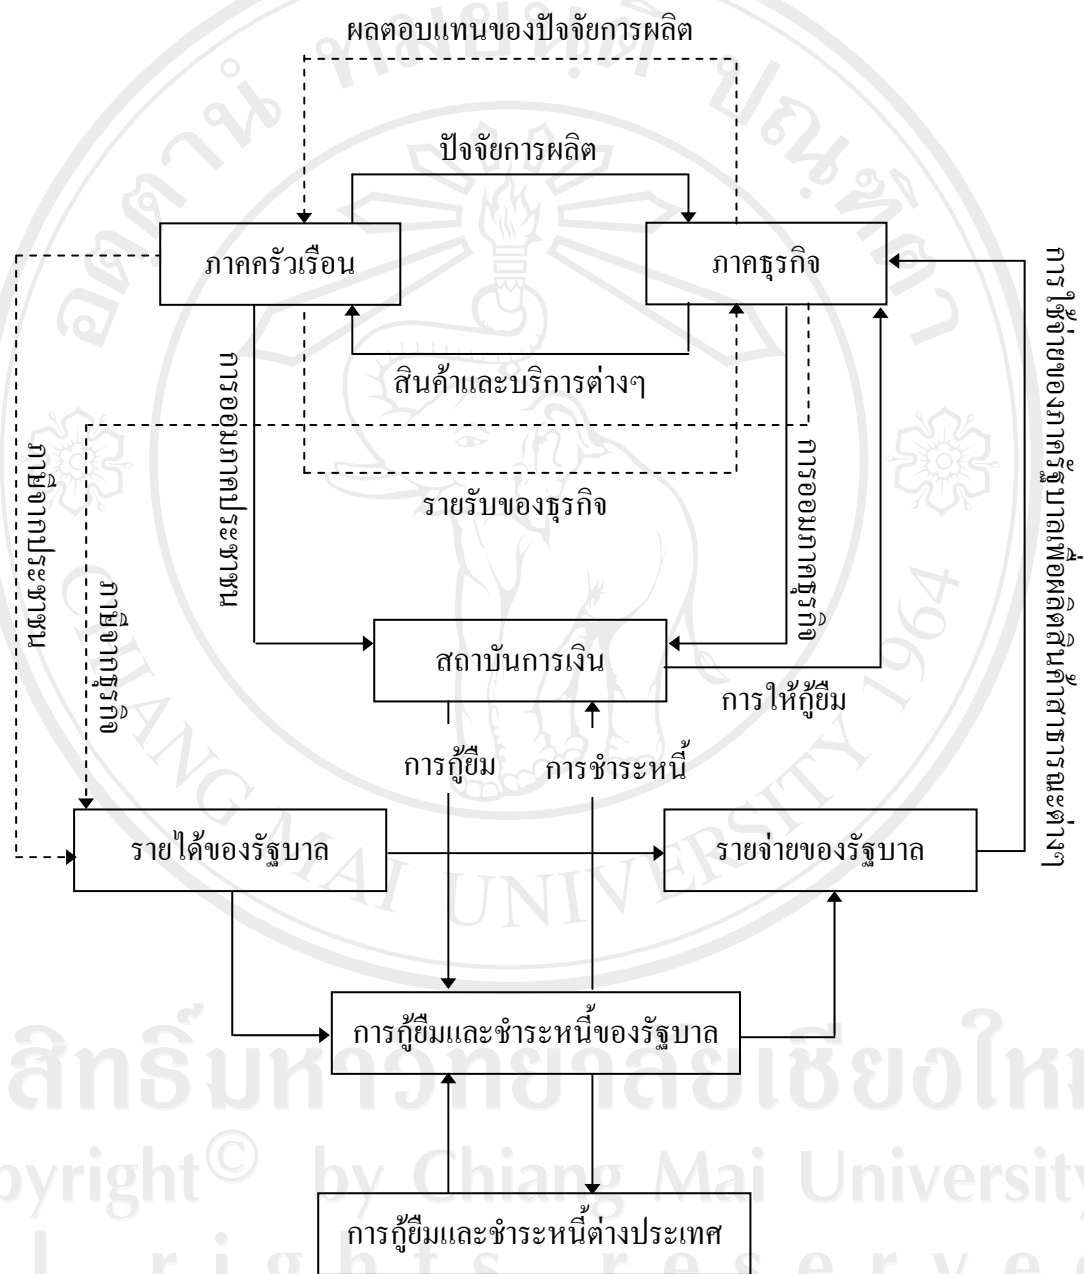 ผลตอบแทนของปัจจัยการผลิต
ปัจจัยการผลิต
ภาคครัวเรือน
ภาคธุรกิจ
สินค้าและบริการต่างๆ
รายรับของธุรกิจ
การออมภาคประชาชน
การออมภาคธุรกิจ
ภาษีจากประชาชน
ภาษีจากธุรกิจ
การใช้จ่ายของภาครัฐบาลเพื่อผลิตสินค้าสาธารณะต่างๆ
สถาบันการเงิน
การให้กู้ยืม
การกู้ยืม
การชำระหนี้
รายได้ของรัฐบาล
รายจ่ายของรัฐบาล
การกู้ยืมและชำระหนี้ของรัฐบาล
การกู้ยืมและชำระหนี้ต่างประเทศ
CHIANG MAI UNIVERSITY 1964
สิทธิ์มหาวิทยาลัยเชียงให
pyright© by Chiang Mai University
l rights reserve